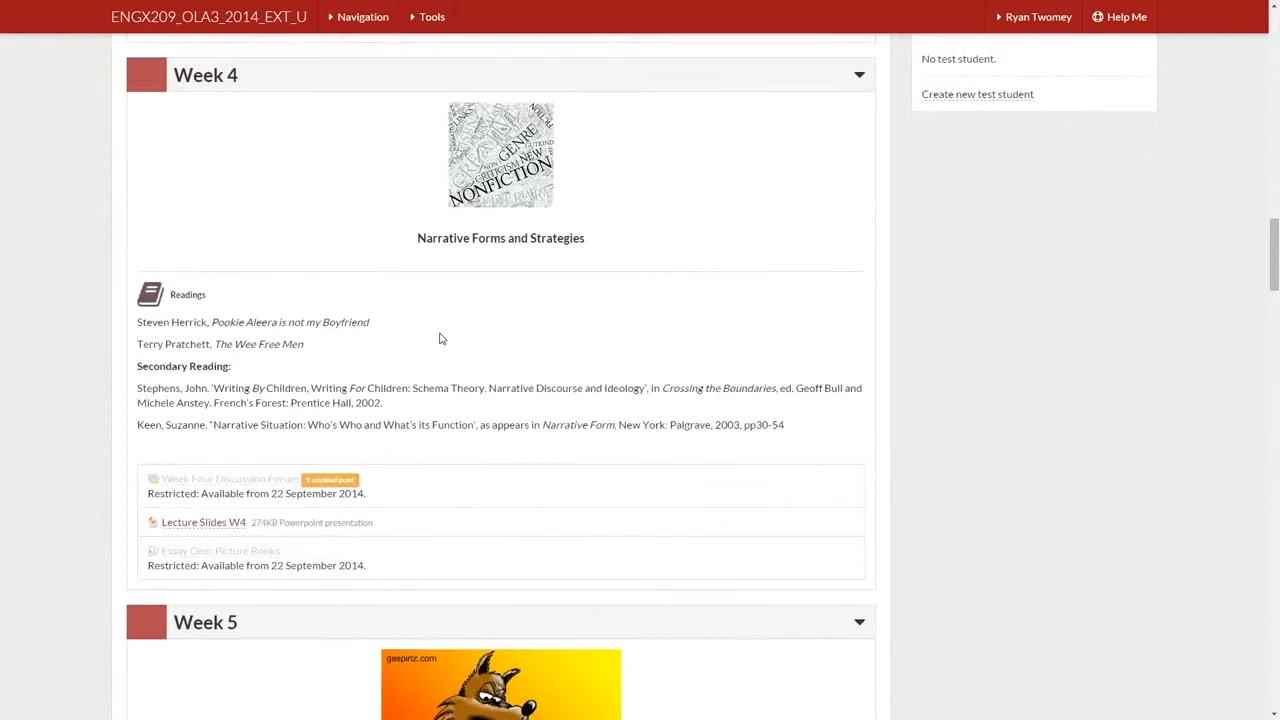 ENGX209_OLA3_2014_EXT_U Navigation Tools Ryan Twomey Help Me
No test student.
Create new test student
Week 4
GENRE
NEW
CRITICISM
NONFICTION
Narrative Forms and Strategies
Readings
Steven Herrick, Pookie Aleera is not my Boyfriend
Terry Pratchett, The Wee Free Men
Secondary Reading:
Stephens, John. 'Writing By Children, Writing For Children: Schema Theory, Narrative Discourse and Ideology', in Crossing the Boundaries, ed. Geoff Bull and
Michele Anstey. French's Forest: Prentice Hall, 2002.
Keen, Suzanne. "Narrative Situation: Who's Who and What's its Function', as appears in Narrative Form, New York: Palgrave, 2003, pp30-54
Week Four Discussion Forum 1 unread post
Restricted: Available from 22 September 2014.
Lecture Slides W4 274KB Powerpoint presentation
Essay One: Picture Books
Restricted: Available from 22 September 2014.
Week 5
gaspirtz.com